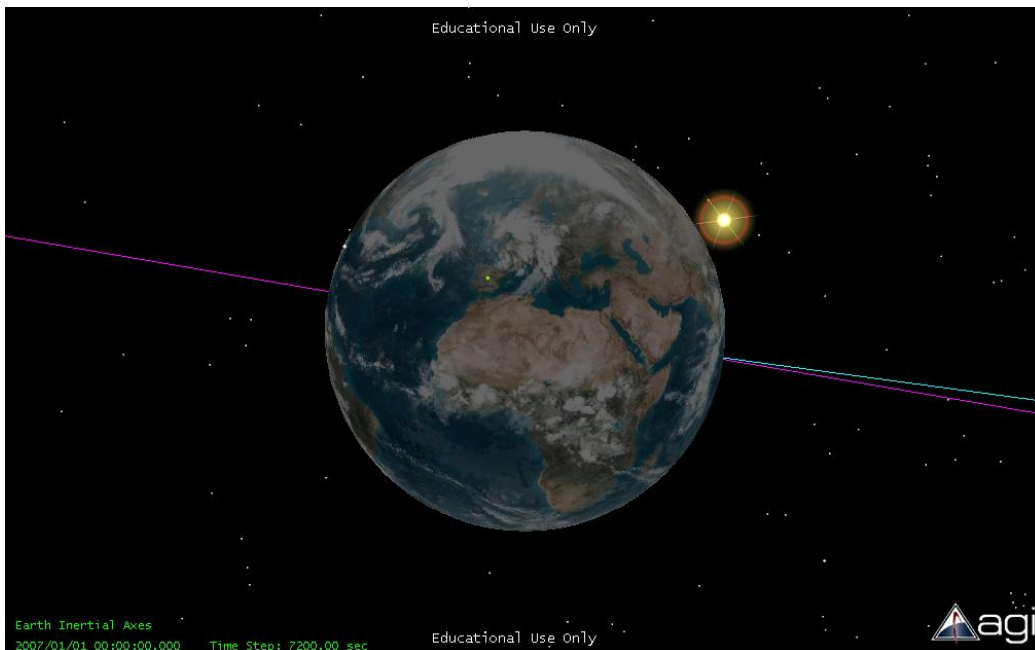 Educational Use Only
Earth Inertial Axes
2007/01/01 00:00:00.000 Time Step: 7200.00 sec
Educational Use Only
agi